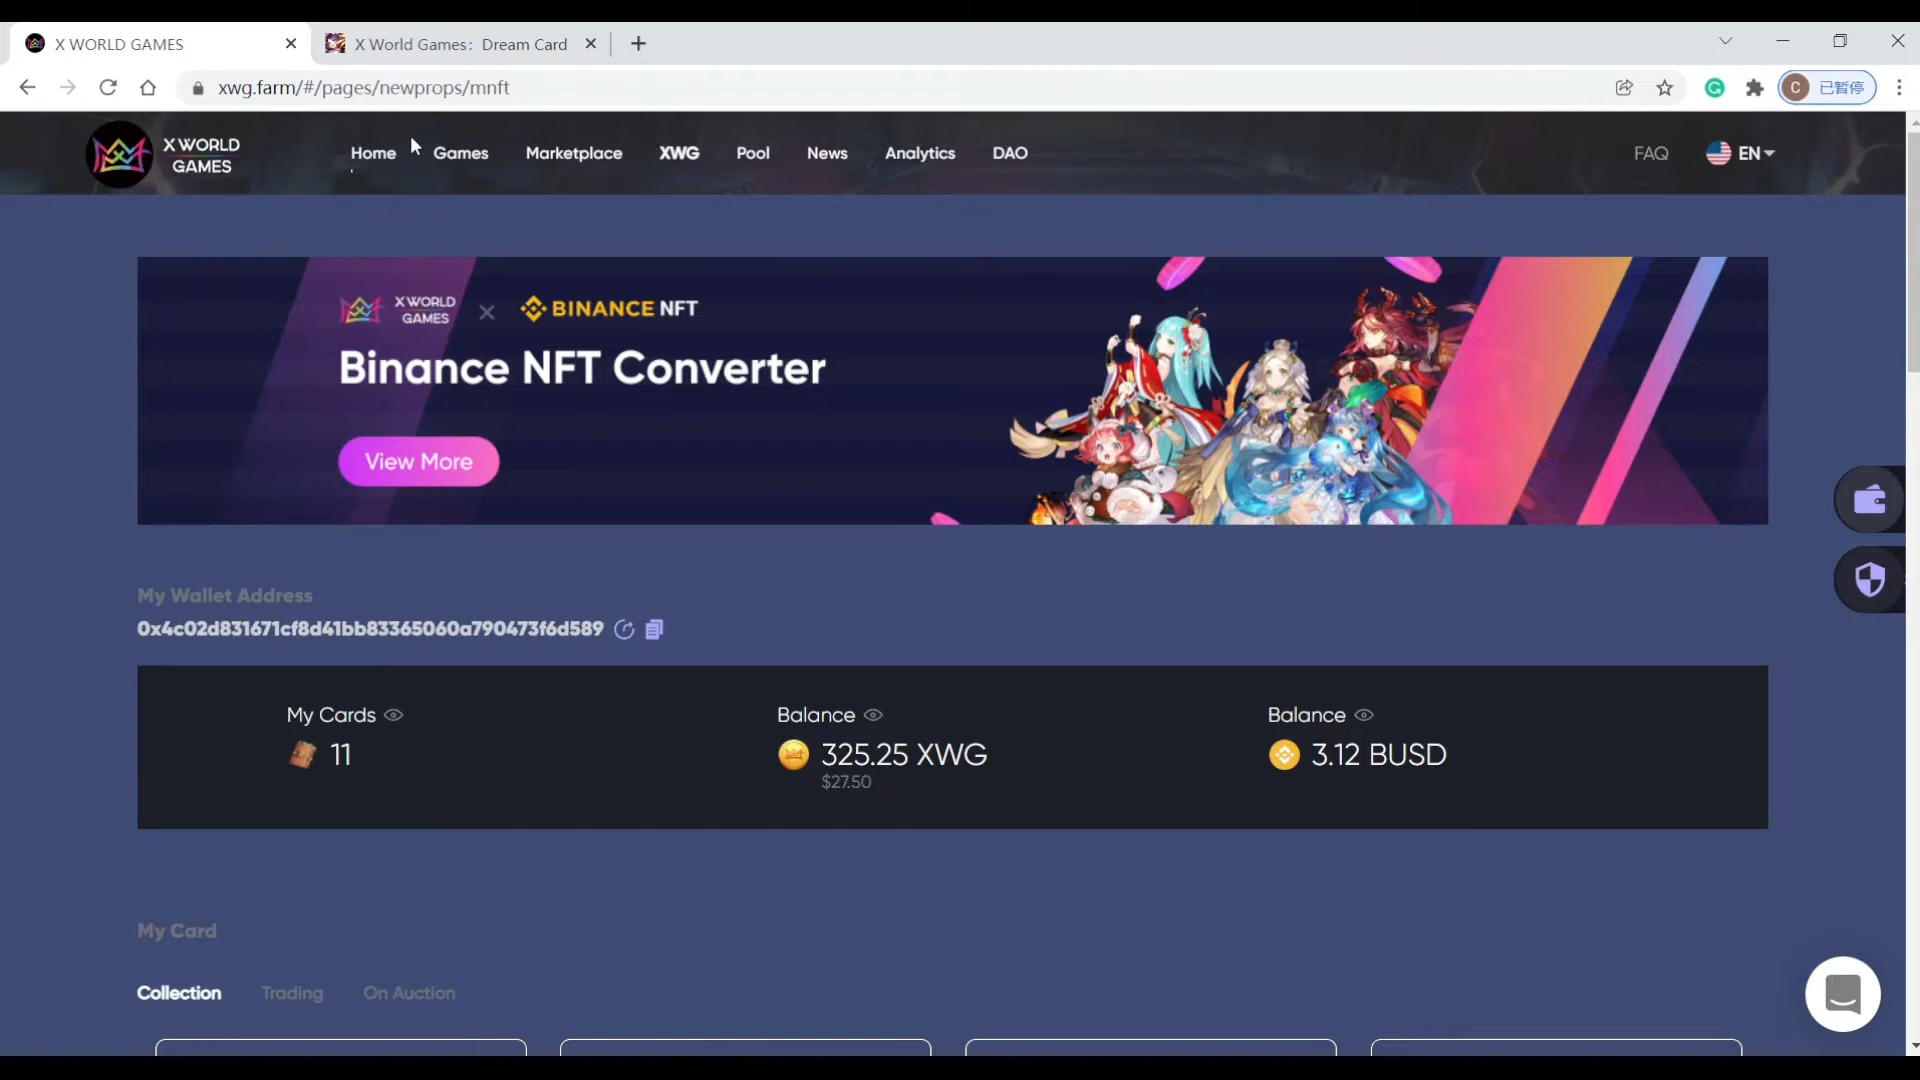 X WORLD GAMES
X World Games: Dream Card
xwg.farm/#/pages/newprops/mnft
C 已暂停
X WORLD
GAMES
Home Games Marketplace XWG Pool News Analytics DAO FAQ EN
X WORLD
GAMES
BINANCE NFT
Binance NFT Converter
View More
My Wallet Address
0x4c02d831671cf8d41bb83365060a790473f6d589
My Cards Balance Balance
11 325.25 XWG 3.12 BUSD
$27.50
My Card
Collection Trading On Auction